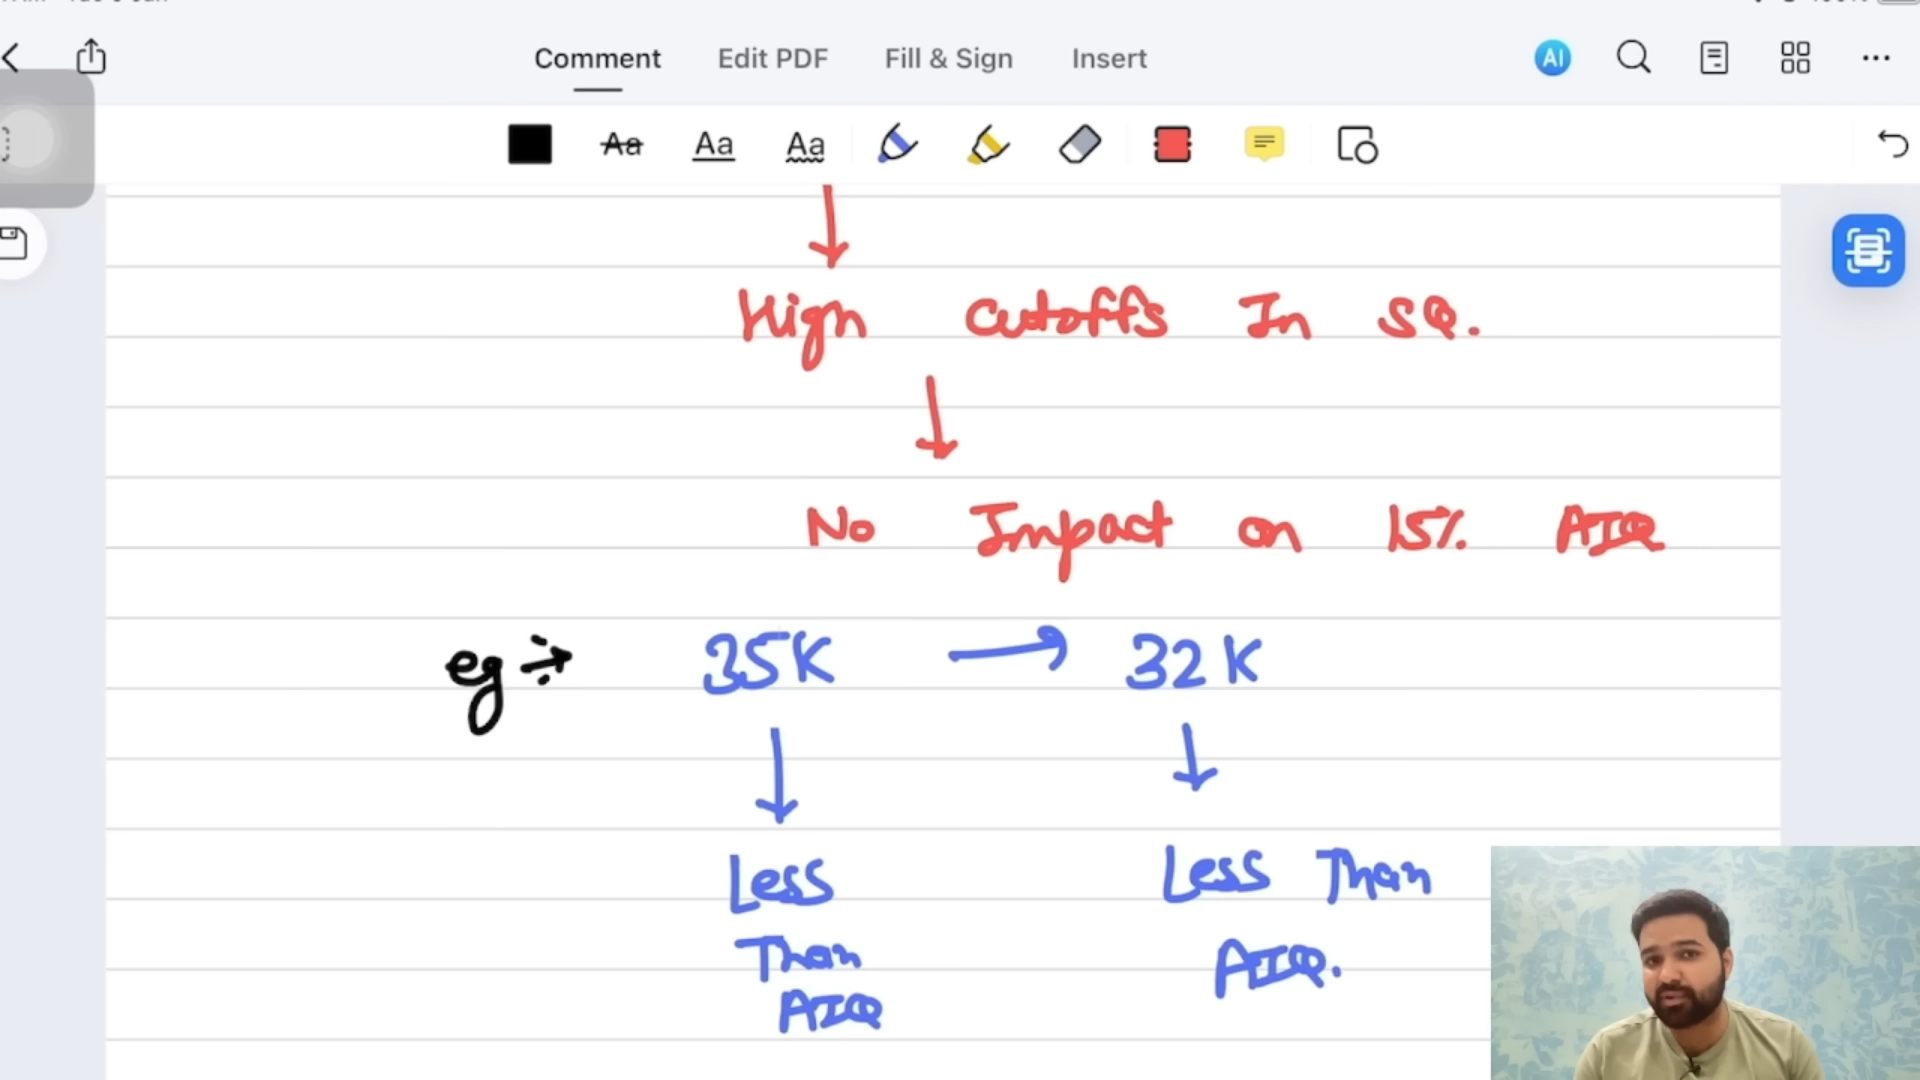 Comment Edit PDF Fill & Sign Insert AI
Aa Aa Aa
High Cutoffs In SQ.
No Impact on 15% AIQ
eg 35K → 32K
Less Less Than
Than AIQ.
AIQ